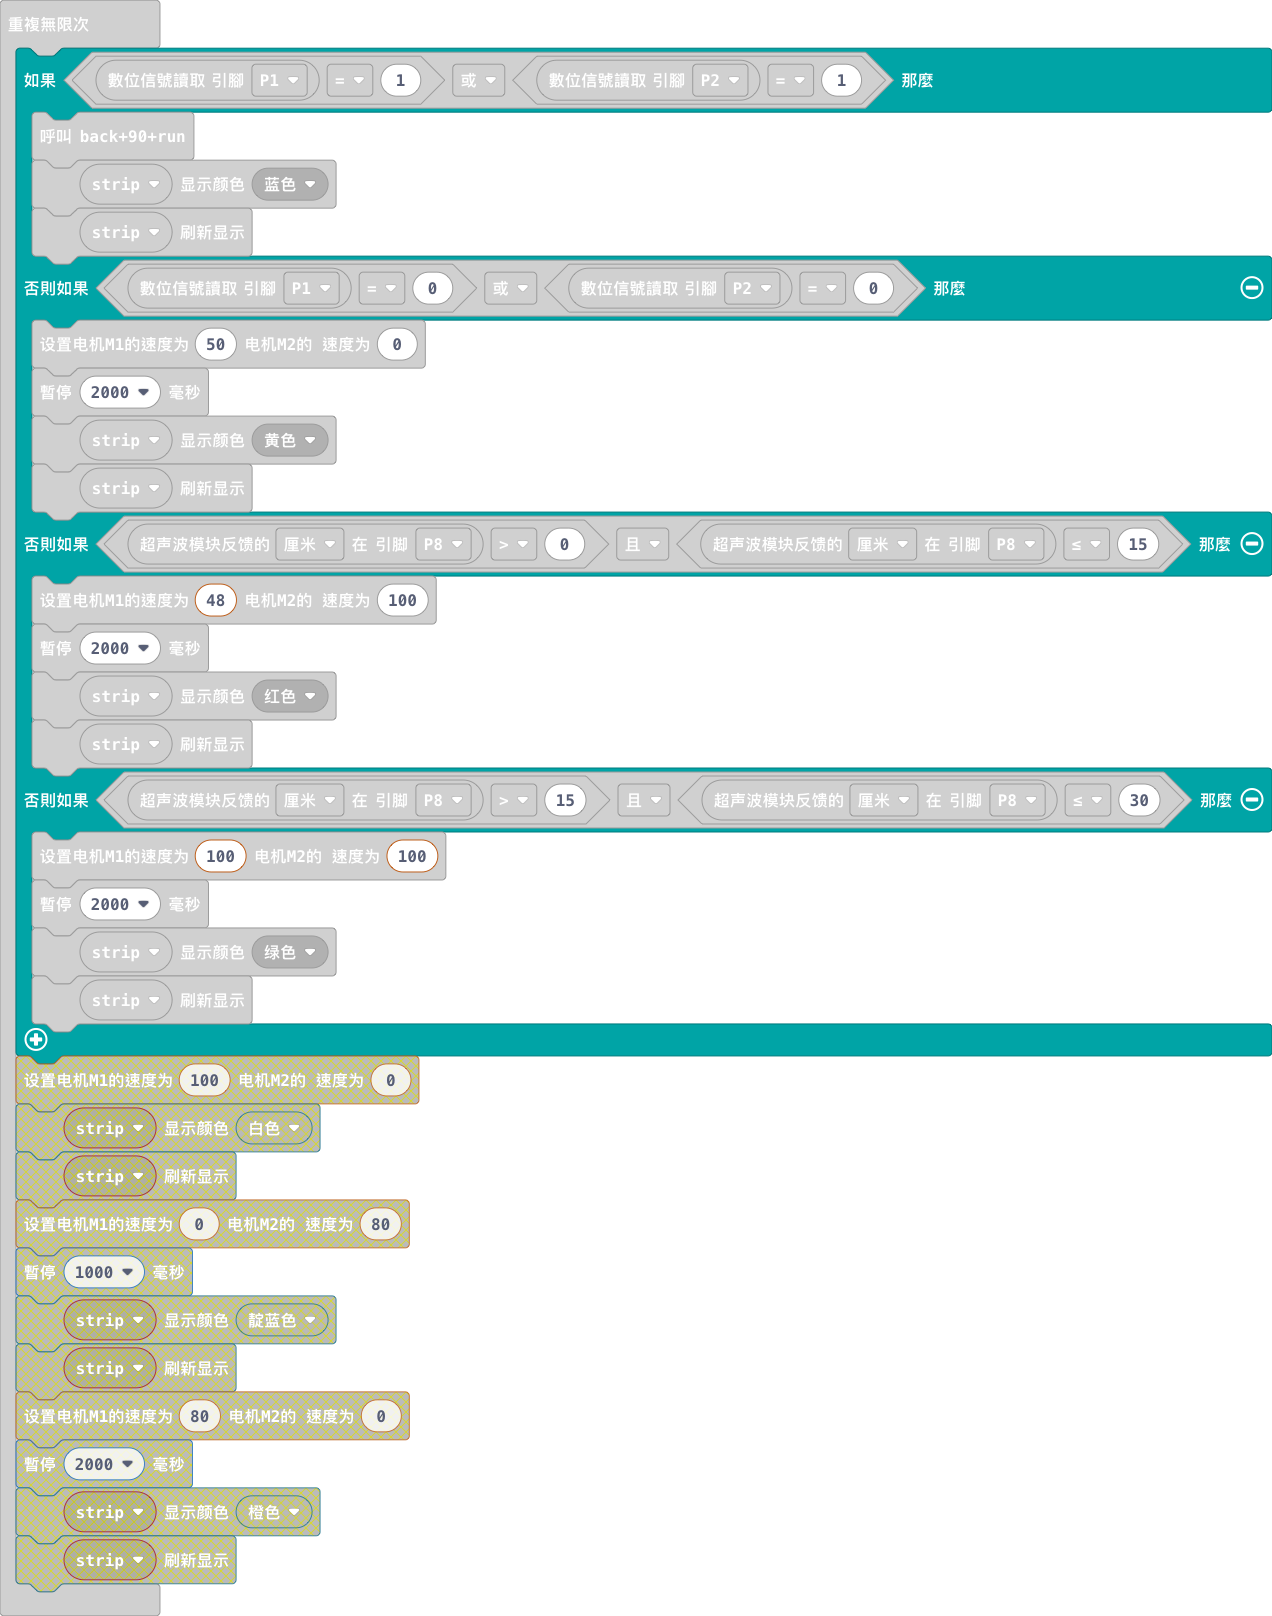 重複無限次
如果 數位信號讀取 引腳 P1 = 1 或 數位信號讀取 引腳 P2 = 1 那麼
呼叫 back+90+run
strip 显示颜色 蓝色
strip 刷新显示
否則如果 數位信號讀取 引腳 P1 = 0 或 數位信號讀取 引腳 P2 = 0 那麼
设置电机M1的速度为 50 电机M2的 速度为 0
暫停 2000 毫秒
strip 显示颜色 黄色
strip 刷新显示
否則如果 超声波模块反馈的 厘米 在 引脚 P8 > 0 且 超声波模块反馈的 厘米 在 引脚 P8 ≤ 15 那麼
设置电机M1的速度为 48 电机M2的 速度为 100
暫停 2000 毫秒
strip 显示颜色 红色
strip 刷新显示
否則如果 超声波模块反馈的 厘米 在 引脚 P8 > 15 且 超声波模块反馈的 厘米 在 引脚 P8 ≤ 30 那麼
设置电机M1的速度为 100 电机M2的 速度为 100
暫停 2000 毫秒
strip 显示颜色 绿色
strip 刷新显示
设置电机M1的速度为 100 电机M2的 速度为 0
strip 显示颜色 白色
strip 刷新显示
设置电机M1的速度为 0 电机M2的 速度为 80
暫停 1000 毫秒
strip 显示颜色 靛蓝色
strip 刷新显示
设置电机M1的速度为 80 电机M2的 速度为 0
暫停 2000 毫秒
strip 显示颜色 橙色
strip 刷新显示